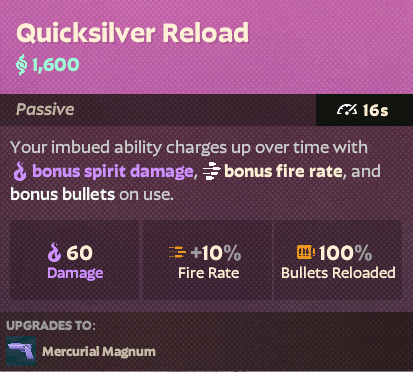 Quicksilver Reload
1,600
Passive
16s
Your imbued ability charges up over time with
bonus spirit damage, bonus fire rate, and
bonus bullets on use.
60
Damage
+10%
Fire Rate
100%
Bullets Reloaded
UPGRADES TO:
Mercurial Magnum